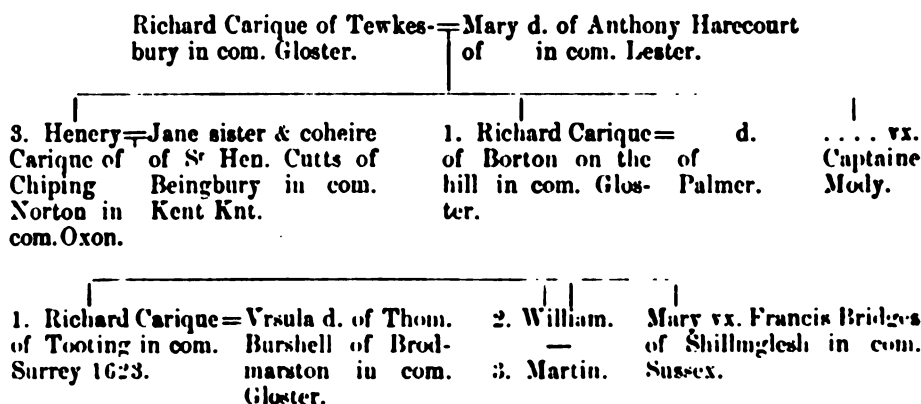 Richard Carique of Tewkes-=Mary d. of Anthony Harecourt
bury in com. Gloster. of in com. Lester.
3. Henery=Jane sister & coheire
Carique of of Sr Hen. Cutts of
Chiping Beingbury in com.
Norton in Kent Knt.
com. Oxon.
1. Richard Carique= d.
of Borton on the of
hill in com. Glos- Palmer.
ter.
.... vx.
Captaine
Mody.
1. Richard Carique=Vrsula d. of Thom.
of Tooting in com. Burshell of Brod-
Surrey 1623. marston in com.
Gloster.
2. William.
—
3. Martin.
Mary vx. Francis Bridges
of Shillinglesh in com.
Sussex.